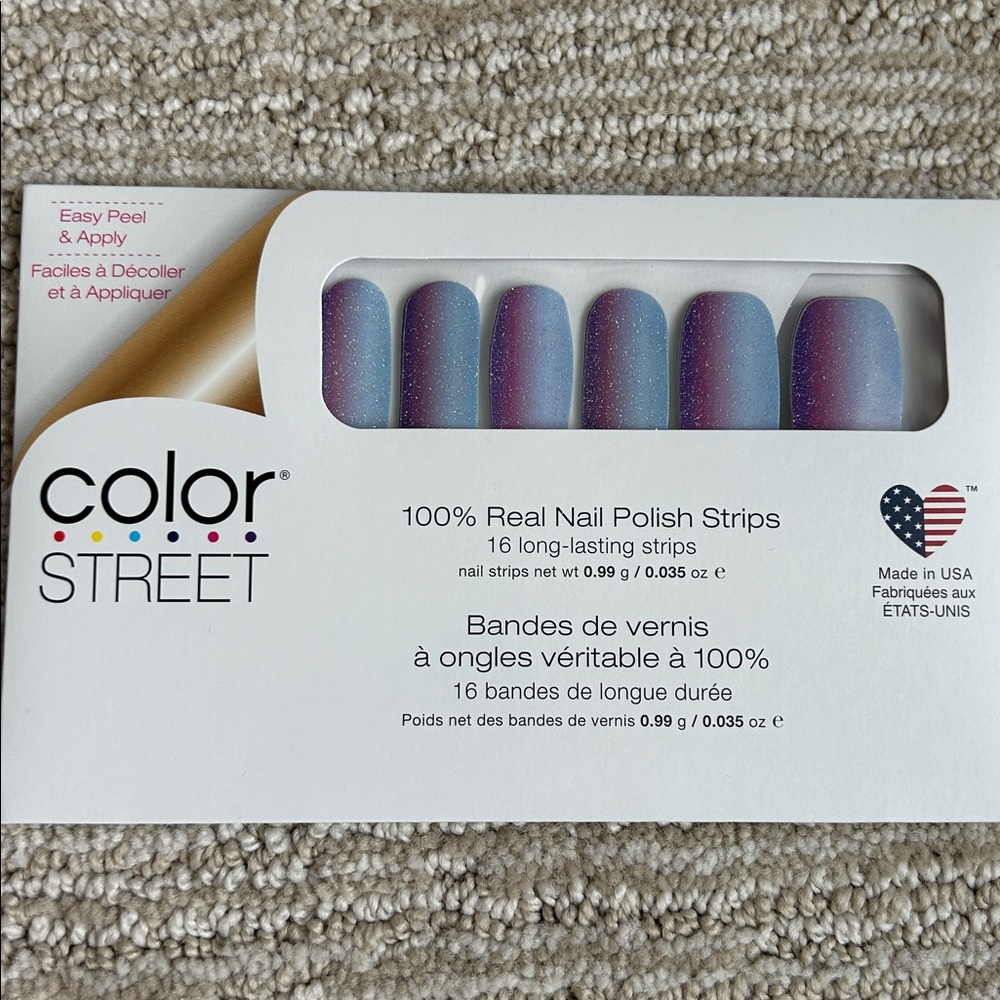 Easy Peel
& Apply
Faciles à Décoller
et à Appliquer
color®
STREET
100% Real Nail Polish Strips
16 long-lasting strips
nail strips net wt 0.99 g / 0.035 oz ℮
Bandes de vernis
à ongles véritable à 100%
16 bandes de longue durée
Poids net des bandes de vernis 0.99 g / 0.035 oz ℮
™
Made in USA
Fabriquées aux
ÉTATS-UNIS